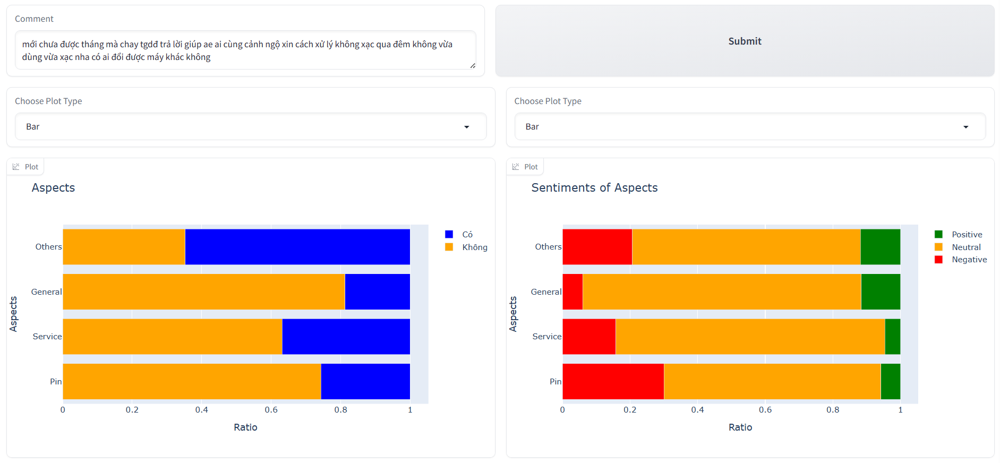 Comment
mới chưa được tháng mà chay tgdđ trả lời giúp ae ai cùng cảnh ngộ xin cách xử lý không xạc qua đêm không vừa
dùng vừa xạc nha có ai đổi được máy khác không
Submit
Choose Plot Type
Bar
Choose Plot Type
Bar
Plot
Aspects
Có
Không
Others
General
Service
Pin
Aspects
0 0.2 0.4 0.6 0.8 1
Ratio
Plot
Sentiments of Aspects
Positive
Neutral
Negative
Others
General
Service
Pin
Aspects
0 0.2 0.4 0.6 0.8 1
Ratio